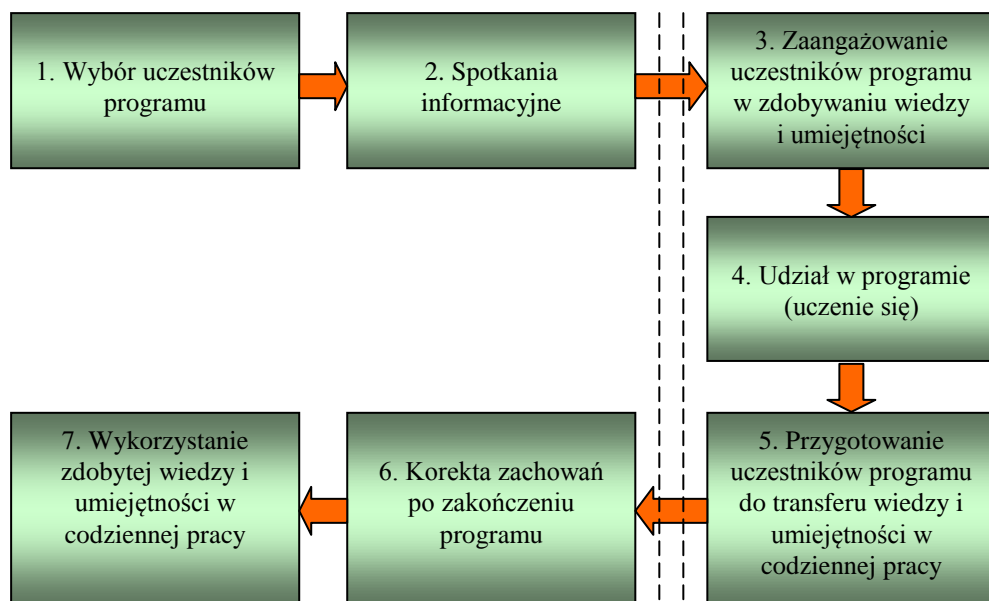 1. Wybór uczestników
programu
2. Spotkania
informacyjne
3. Zaangażowanie
uczestników programu
w zdobywaniu wiedzy
i umiejętności
4. Udział w programie
(uczenie się)
5. Przygotowanie
uczestników programu
do transferu wiedzy i
umiejętności w
codziennej pracy
6. Korekta zachowań
po zakończeniu
programu
7. Wykorzystanie
zdobytej wiedzy i
umiejętności w
codziennej pracy